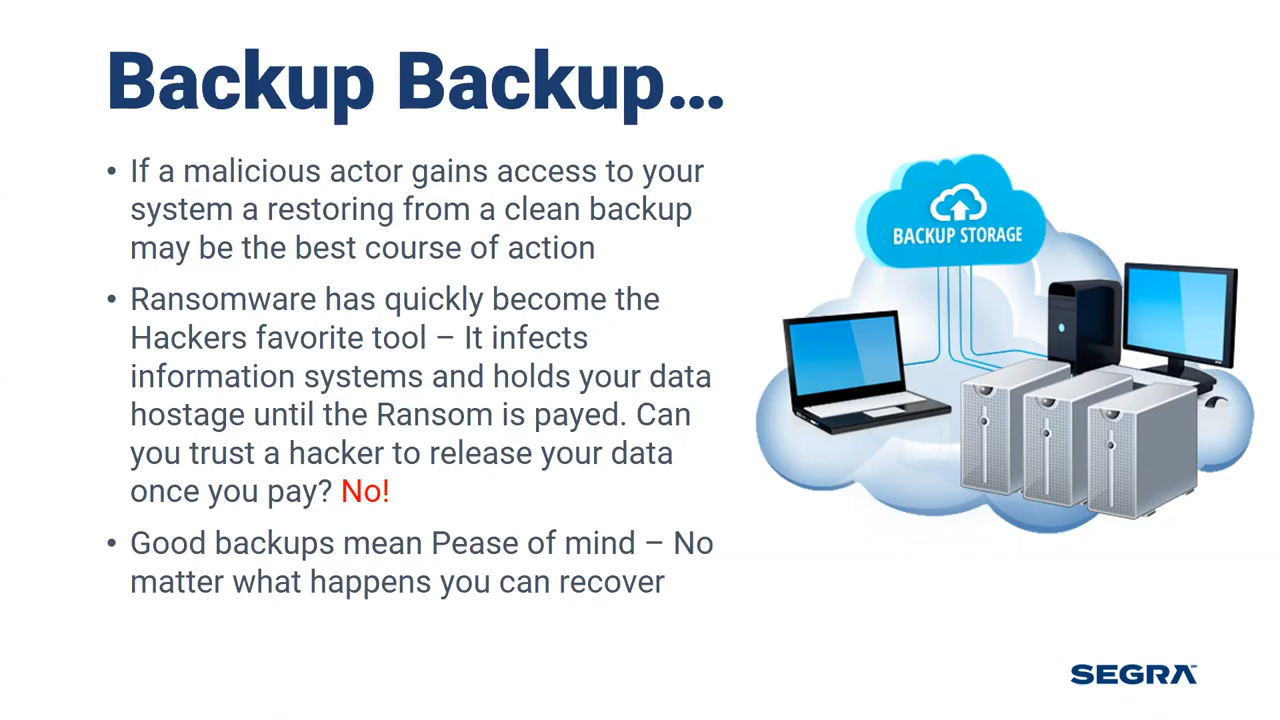 Backup Backup...
• If a malicious actor gains access to your
system a restoring from a clean backup
may be the best course of action
• Ransomware has quickly become the
Hackers favorite tool – It infects
information systems and holds your data
hostage until the Ransom is payed. Can
you trust a hacker to release your data
once you pay? No!
• Good backups mean Pease of mind – No
matter what happens you can recover
BACKUP STORAGE
SEGRA